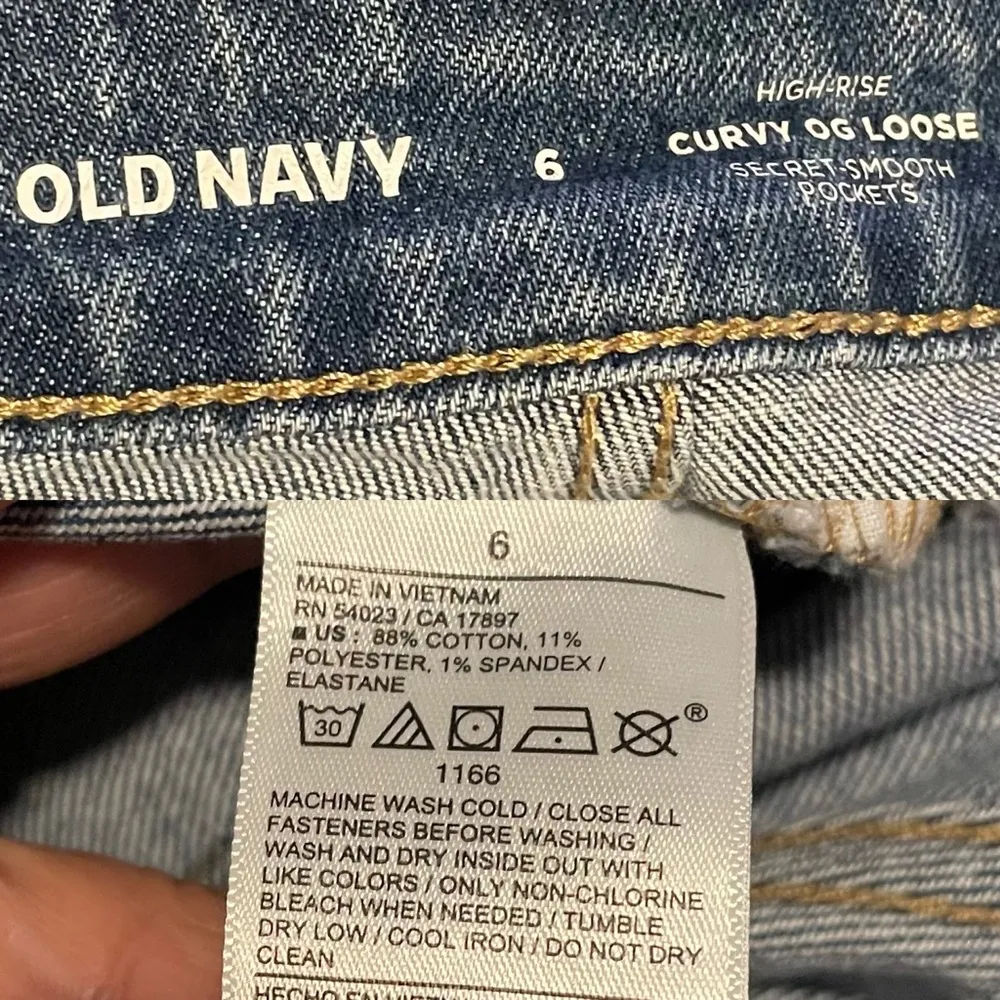 OLD NAVY
6
HIGH-RISE
CURVY OG LOOSE
SECRET-SMOOTH
POCKETS
6
MADE IN VIETNAM
RN 54023 / CA 17897
US : 88% COTTON, 11%
POLYESTER, 1% SPANDEX /
ELASTANE
30
®
1166
MACHINE WASH COLD / CLOSE ALL
FASTENERS BEFORE WASHING /
WASH AND DRY INSIDE OUT WITH
LIKE COLORS / ONLY NON-CHLORINE
BLEACH WHEN NEEDED / TUMBLE
DRY LOW / COOL IRON / DO NOT DRY
CLEAN
HECHO EN